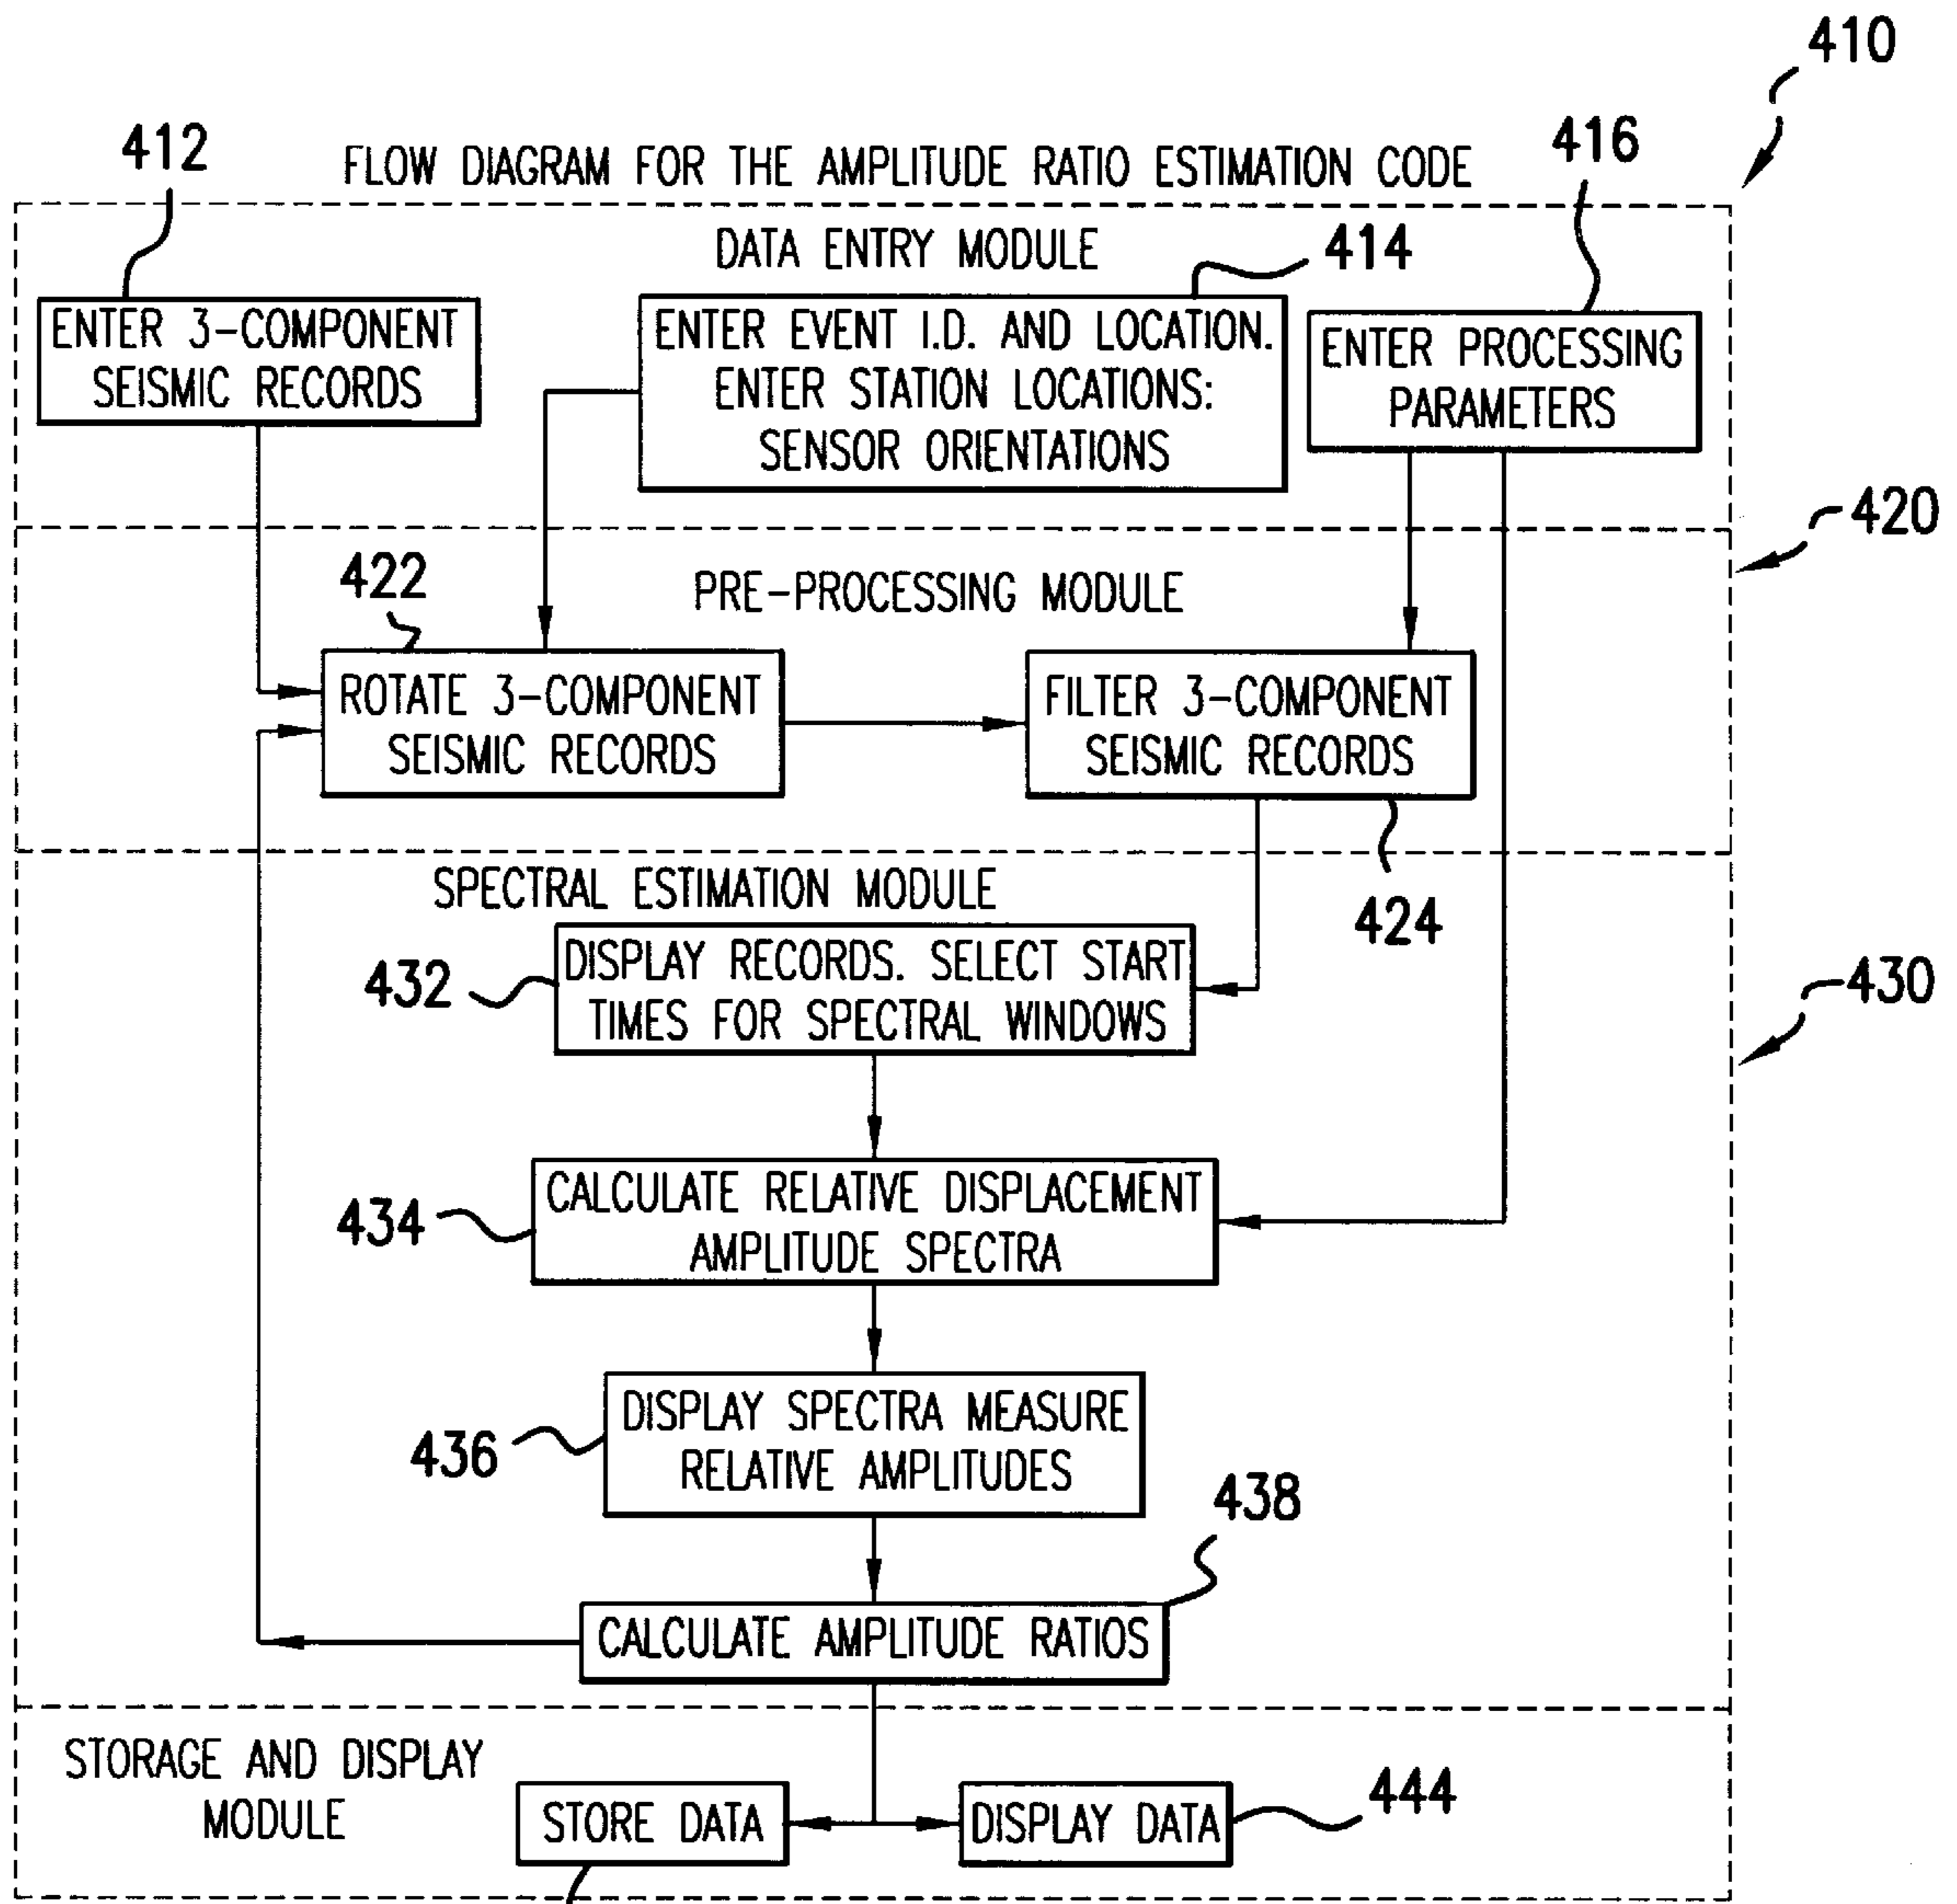 410
412
FLOW DIAGRAM FOR THE AMPLITUDE RATIO ESTIMATION CODE
416
DATA ENTRY MODULE
414
ENTER 3-COMPONENT
SEISMIC RECORDS
ENTER EVENT I.D. AND LOCATION.
ENTER STATION LOCATIONS:
SENSOR ORIENTATIONS
ENTER PROCESSING
PARAMETERS
420
422
PRE-PROCESSING MODULE
ROTATE 3-COMPONENT
SEISMIC RECORDS
FILTER 3-COMPONENT
SEISMIC RECORDS
424
SPECTRAL ESTIMATION MODULE
430
432
DISPLAY RECORDS. SELECT START
TIMES FOR SPECTRAL WINDOWS
434
CALCULATE RELATIVE DISPLACEMENT
AMPLITUDE SPECTRA
436
DISPLAY SPECTRA MEASURE
RELATIVE AMPLITUDES
438
CALCULATE AMPLITUDE RATIOS
STORAGE AND DISPLAY
MODULE
STORE DATA
DISPLAY DATA
444